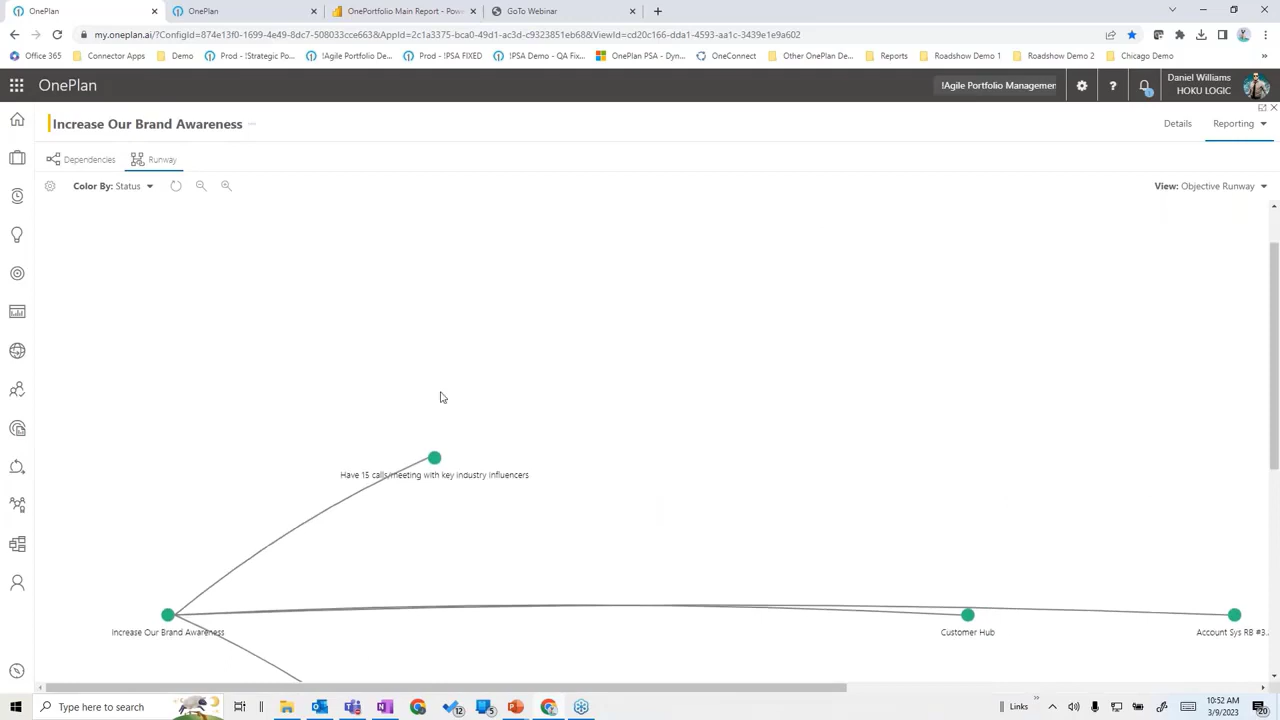 OnePlan
OnePlan
OnePortfolio Main Report - Powe
GoTo Webinar
my.oneplan.ai/?ConfigId=874e13f0-1699-4e49-8dc7-508033cce663&AppId=2c1a3375-bca0-49d1-ac3d-c9323851eb68&ViewId=cd20c166-dda1-4593-aa1c-3439e1e9a602
Office 365
Connector Apps
Demo
Prod - !Strategic Po...
!Agile Portfolio De...
Prod - !PSA FIXED
!PSA Demo - QA Fix...
OnePlan PSA - Dyn...
OneConnect
Other OnePlan De...
Reports
Roadshow Demo 1
Roadshow Demo 2
Chicago Demo
»
OnePlan
!Agile Portfolio Managemen
?
Daniel Williams
HOKU LOGIC
Increase Our Brand Awareness
Details
Reporting
Dependencies
Runway
Color By: Status
View: Objective Runway
Have 15 calls/meeting with key industry influencers
Increase Our Brand Awareness
Customer Hub
Account Sys RB #3.
Type here to search
12
5
Links
»
10:52 AM
3/9/2023
20